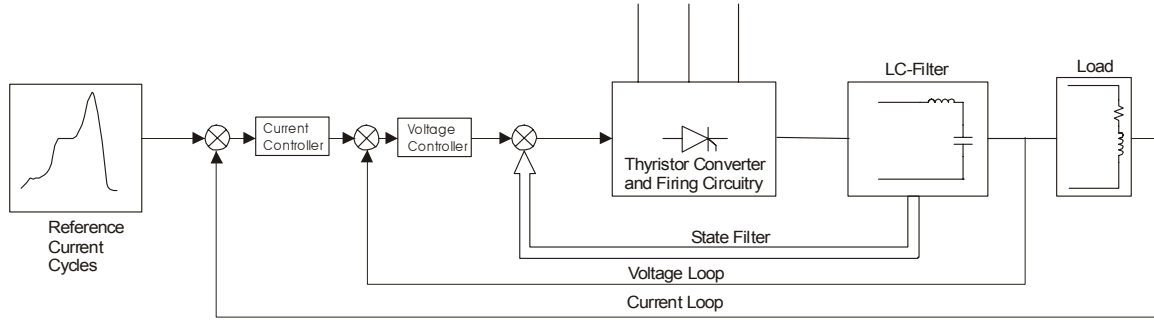 LC-Filter
Load
Current
Controller
Voltage
Controller
Thyristor Converter
and Firing Circuitry
Reference
Current
Cycles
State Filter
Voltage Loop
Current Loop